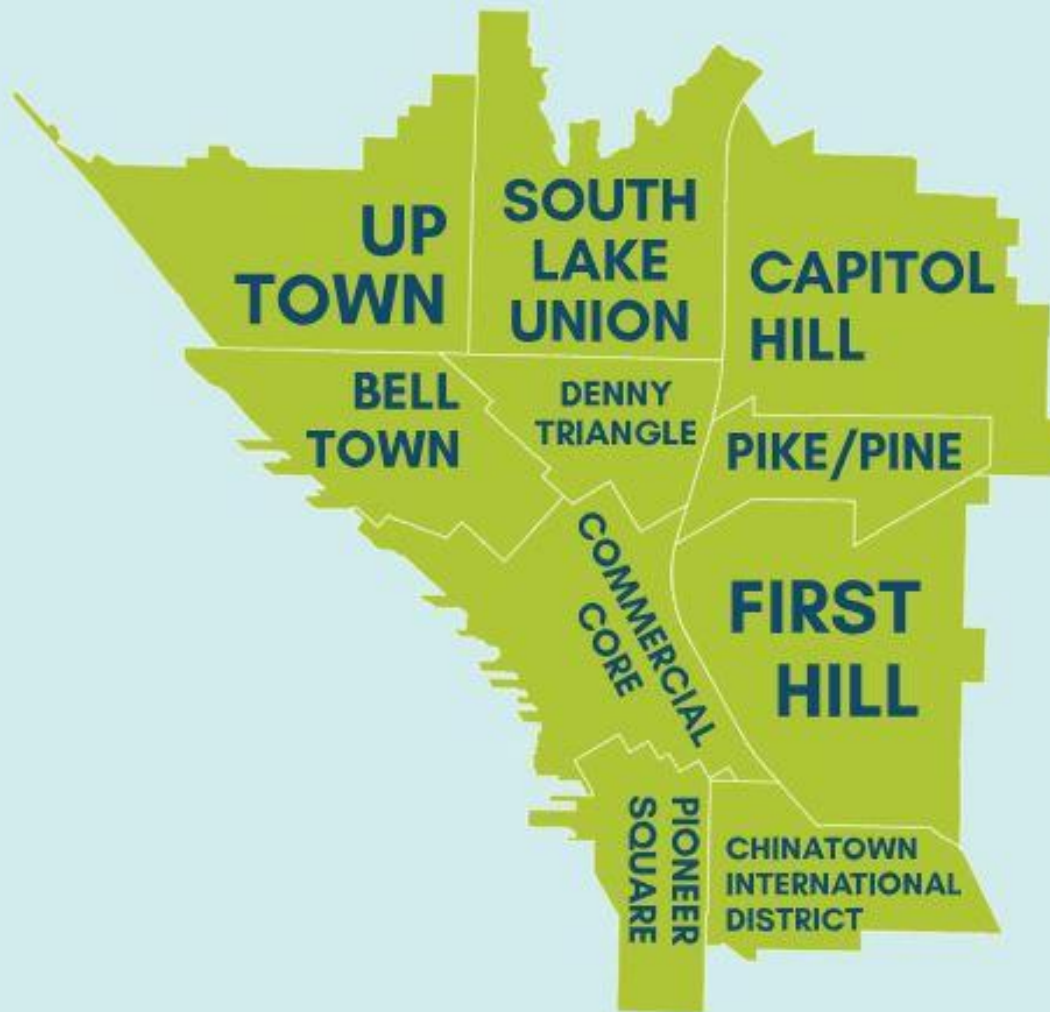 UP
TOWN
SOUTH
LAKE
UNION
CAPITOL
HILL
BELL
TOWN
DENNY
TRIANGLE
PIKE/PINE
COMMERCIAL
CORE
FIRST
HILL
PIONEER
SQUARE
CHINATOWN
INTERNATIONAL
DISTRICT